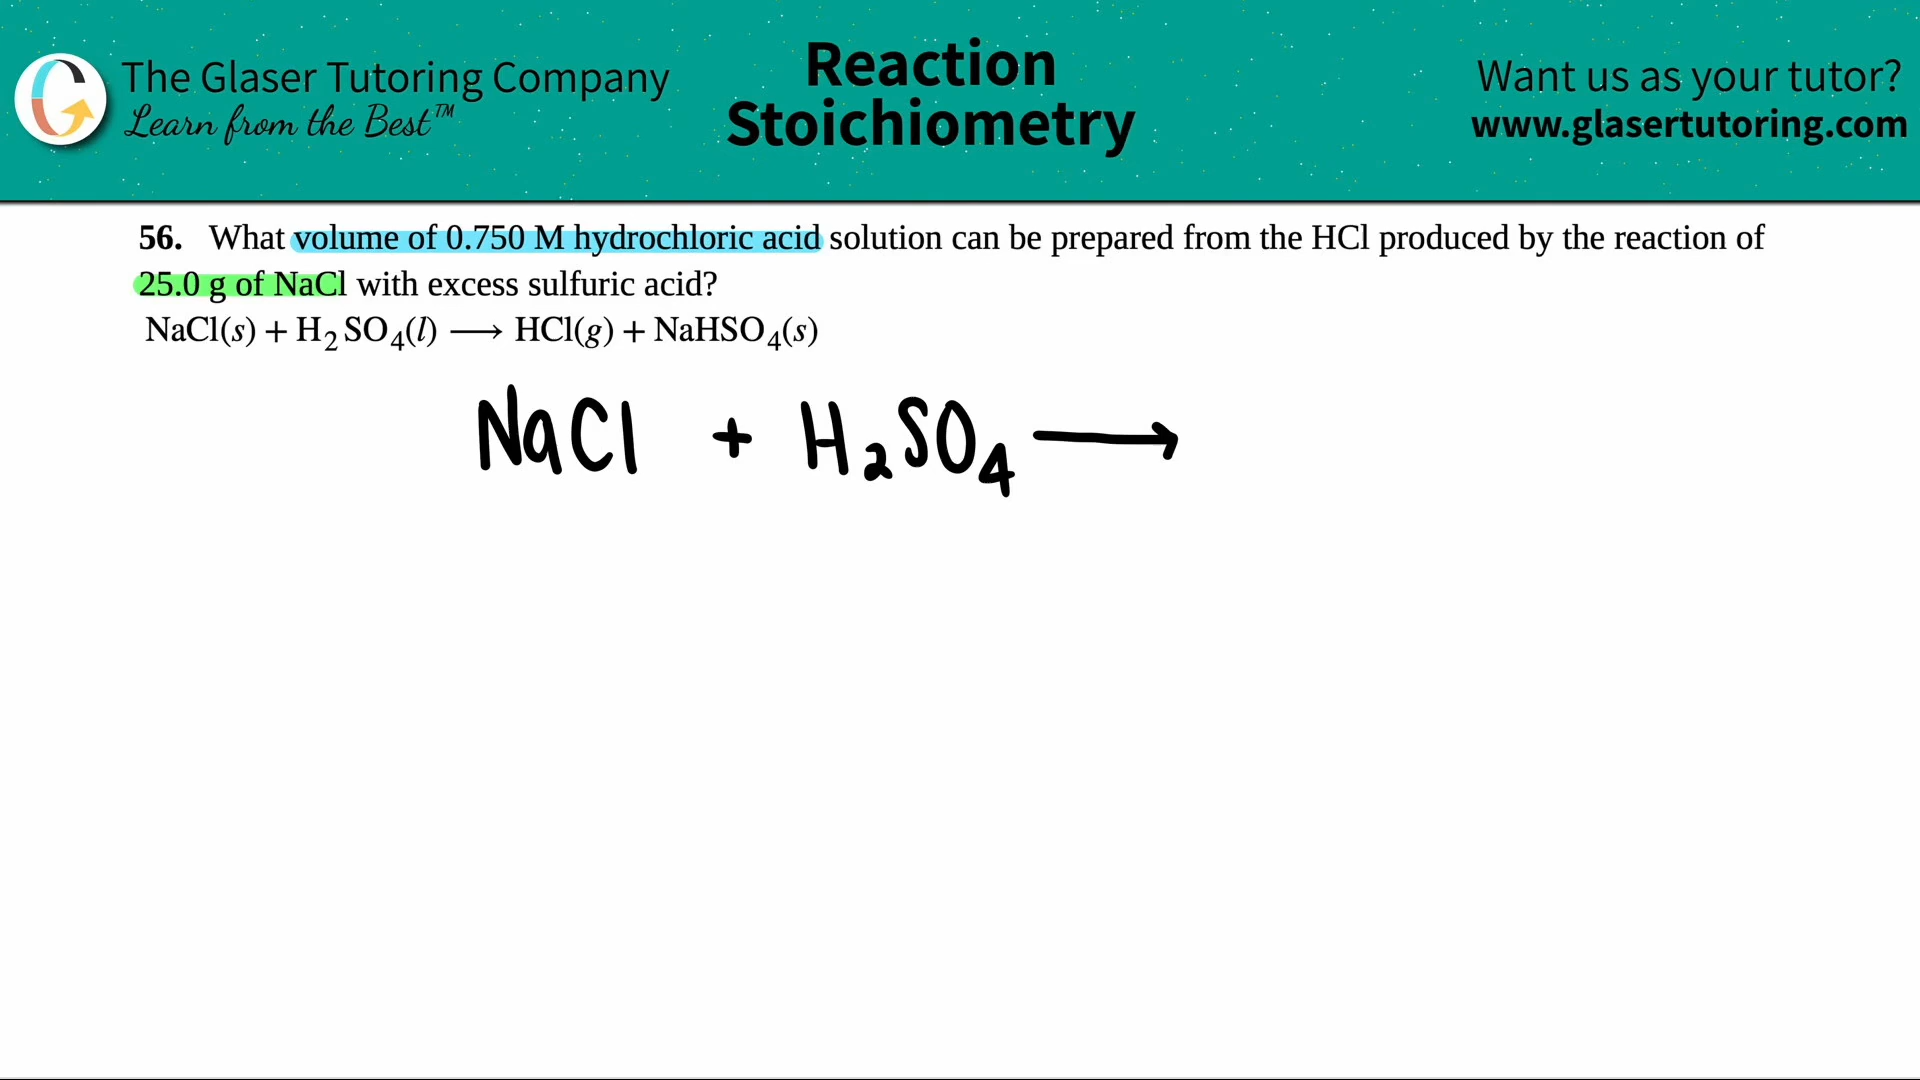 The Glaser Tutoring Company
Learn from the Best™
Reaction
Stoichiometry
Want us as your tutor?
www.glasertutoring.com
56. What volume of 0.750 M hydrochloric acid solution can be prepared from the HCl produced by the reaction of
25.0 g of NaCl with excess sulfuric acid?
NaCl(s) + H₂SO₄(l) ⟶ HCl(g) + NaHSO₄(s)
NaCl + H₂SO₄ ⟶